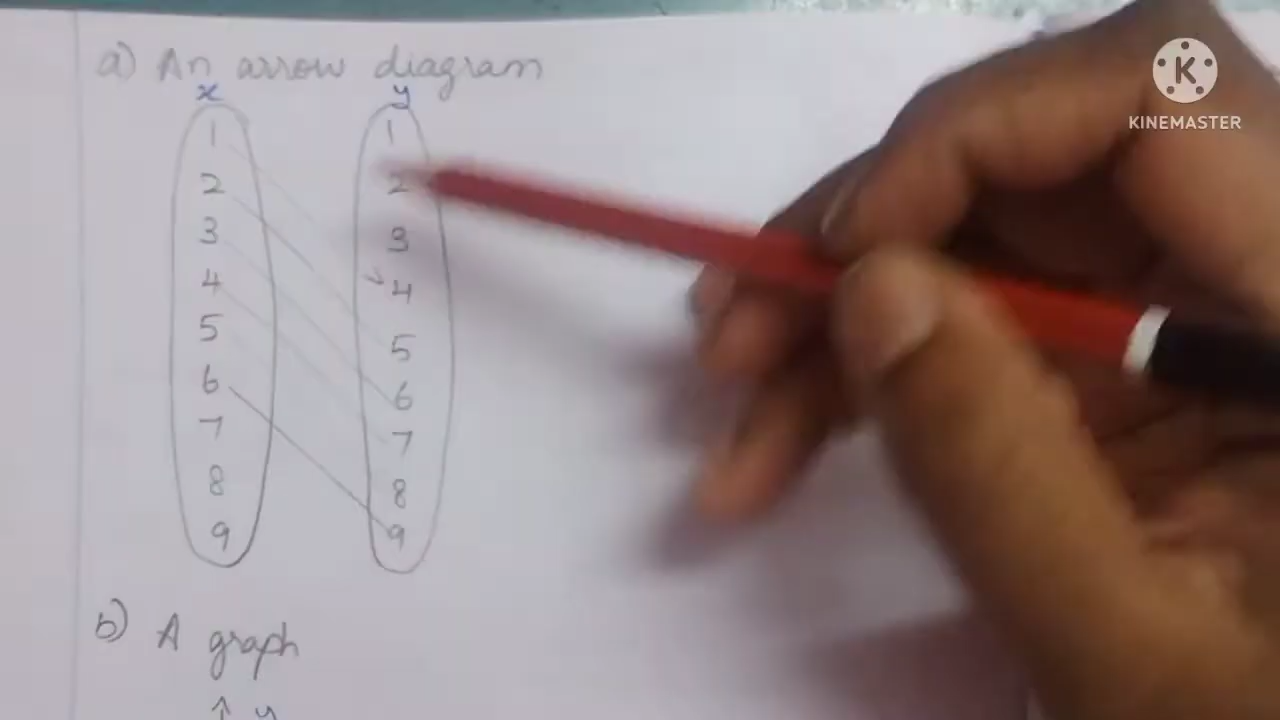 a) An arrow diagram
x y
1 1
2 2
3 3
4 4
5 5
6 6
7 7
8 8
9 9
b) A graph
↑ y
KINEMASTER